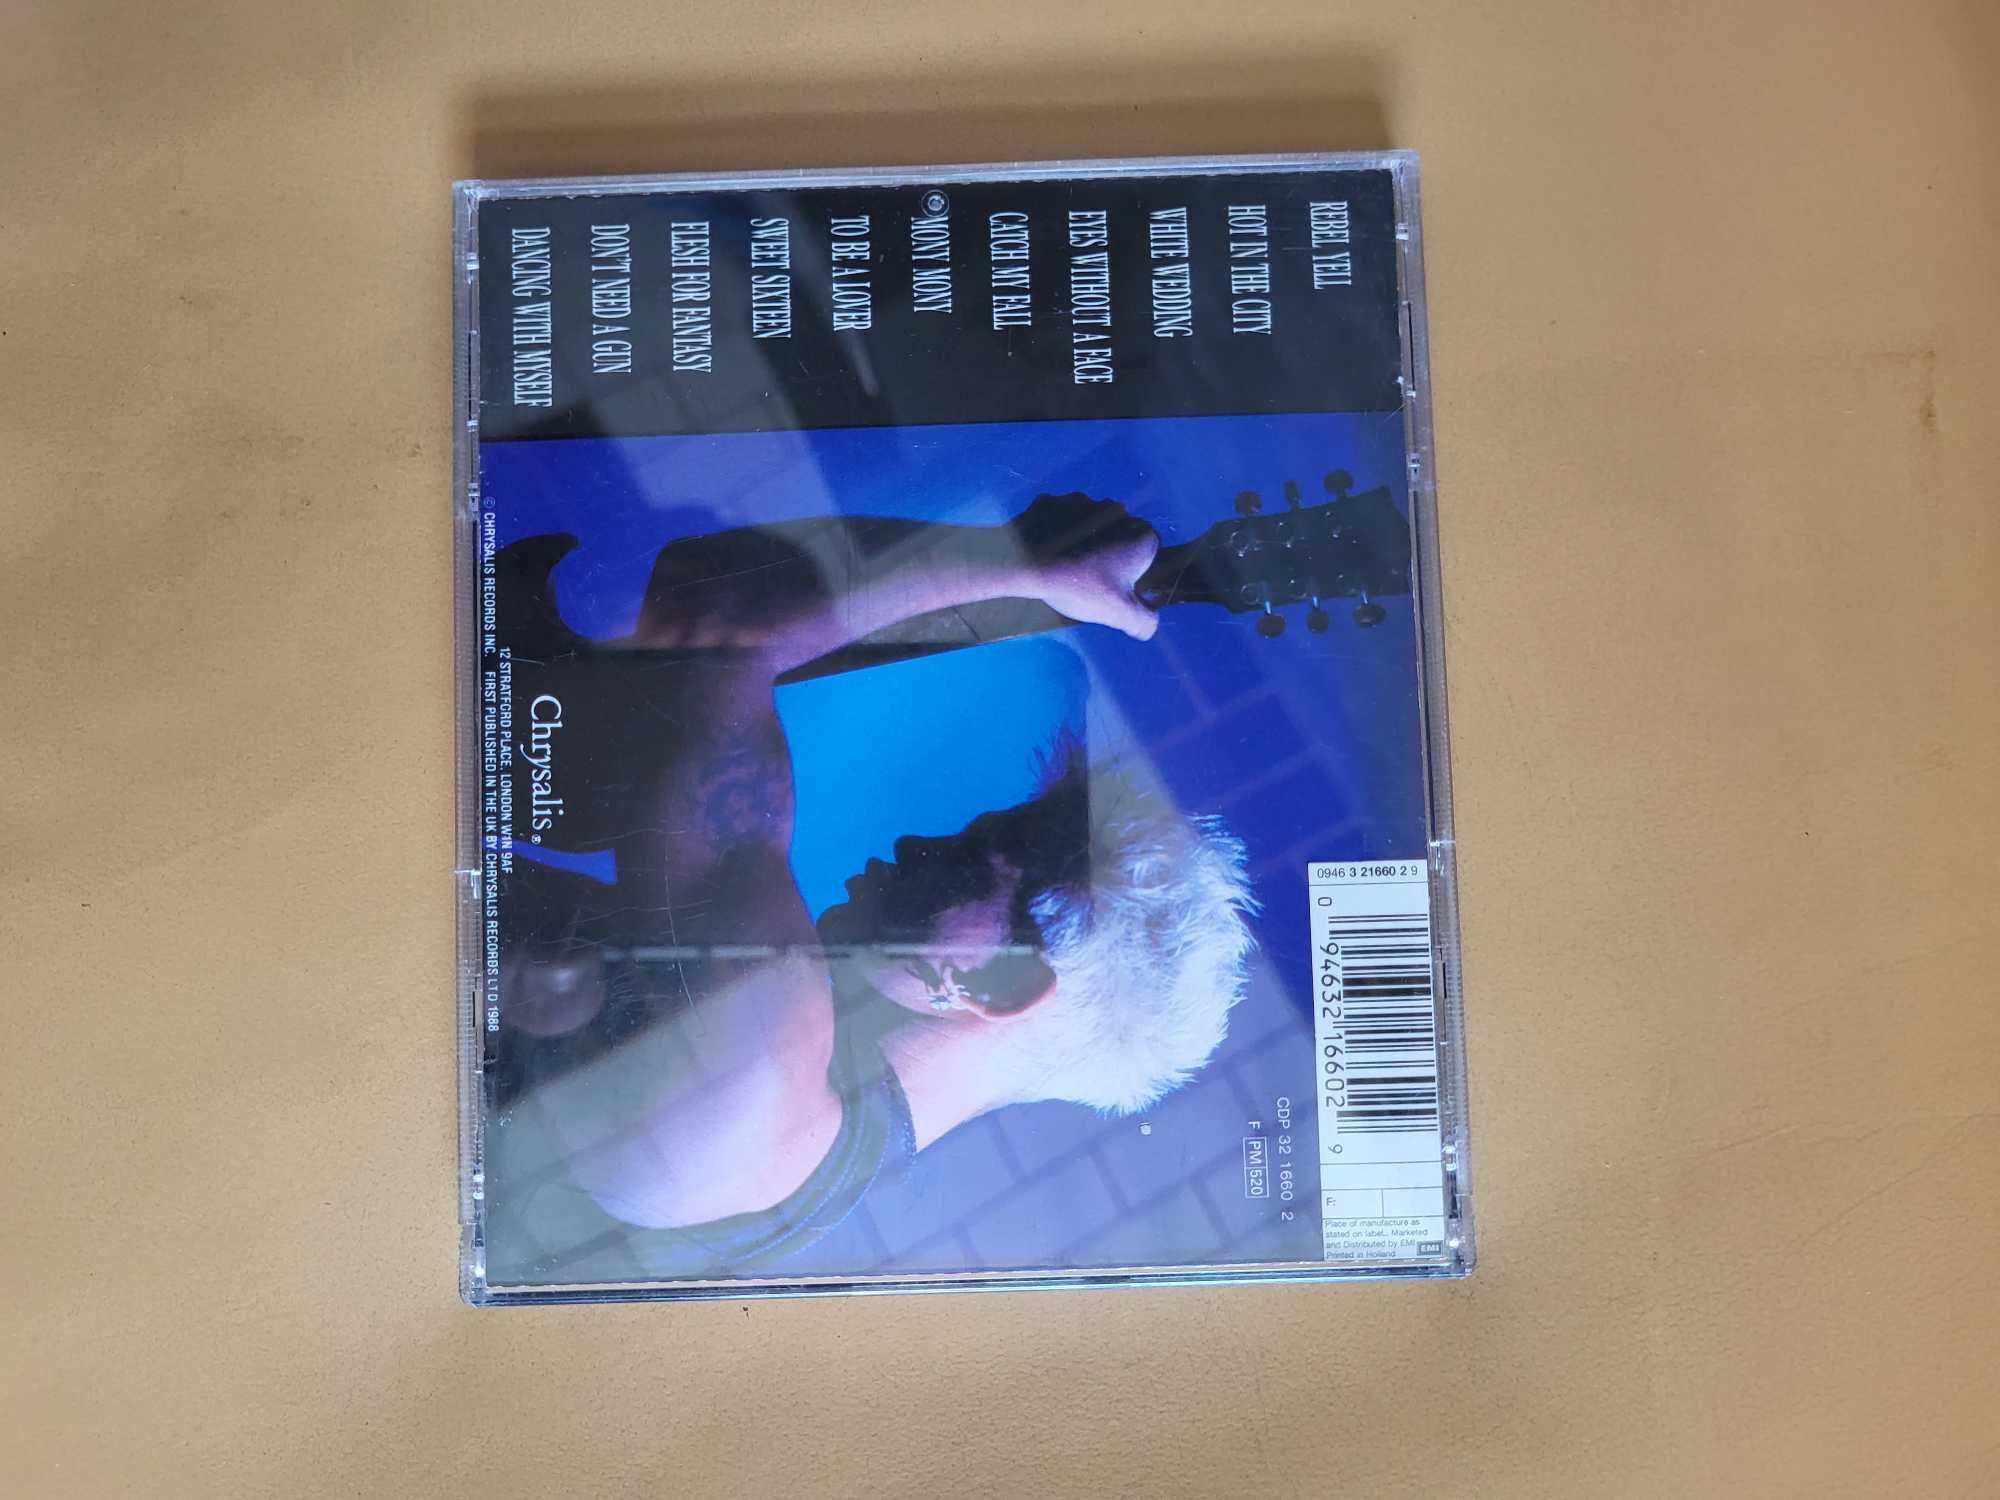 REBEL YELL
HOT IN THE CITY
WHITE WEDDING
EYES WITHOUT A FACE
CATCH MY FALL
MONY MONY
TO BE A LOVER
SWEET SIXTEEN
FLESH FOR FANTASY
DON'T NEED A GUN
DANCING WITH MYSELF
0946 3 21660 2 9
0 94632 16602 9
F:
Place of manufacture as
stated on label. Marketed
and Distributed by EMI
Printed in Holland
EMI
CDP 32 1660 2
F PM 520
Chrysalis®
12 STRATFORD PLACE, LONDON W1N 9AF
© CHRYSALIS RECORDS INC. FIRST PUBLISHED IN THE UK BY CHRYSALIS RECORDS LTD 1988